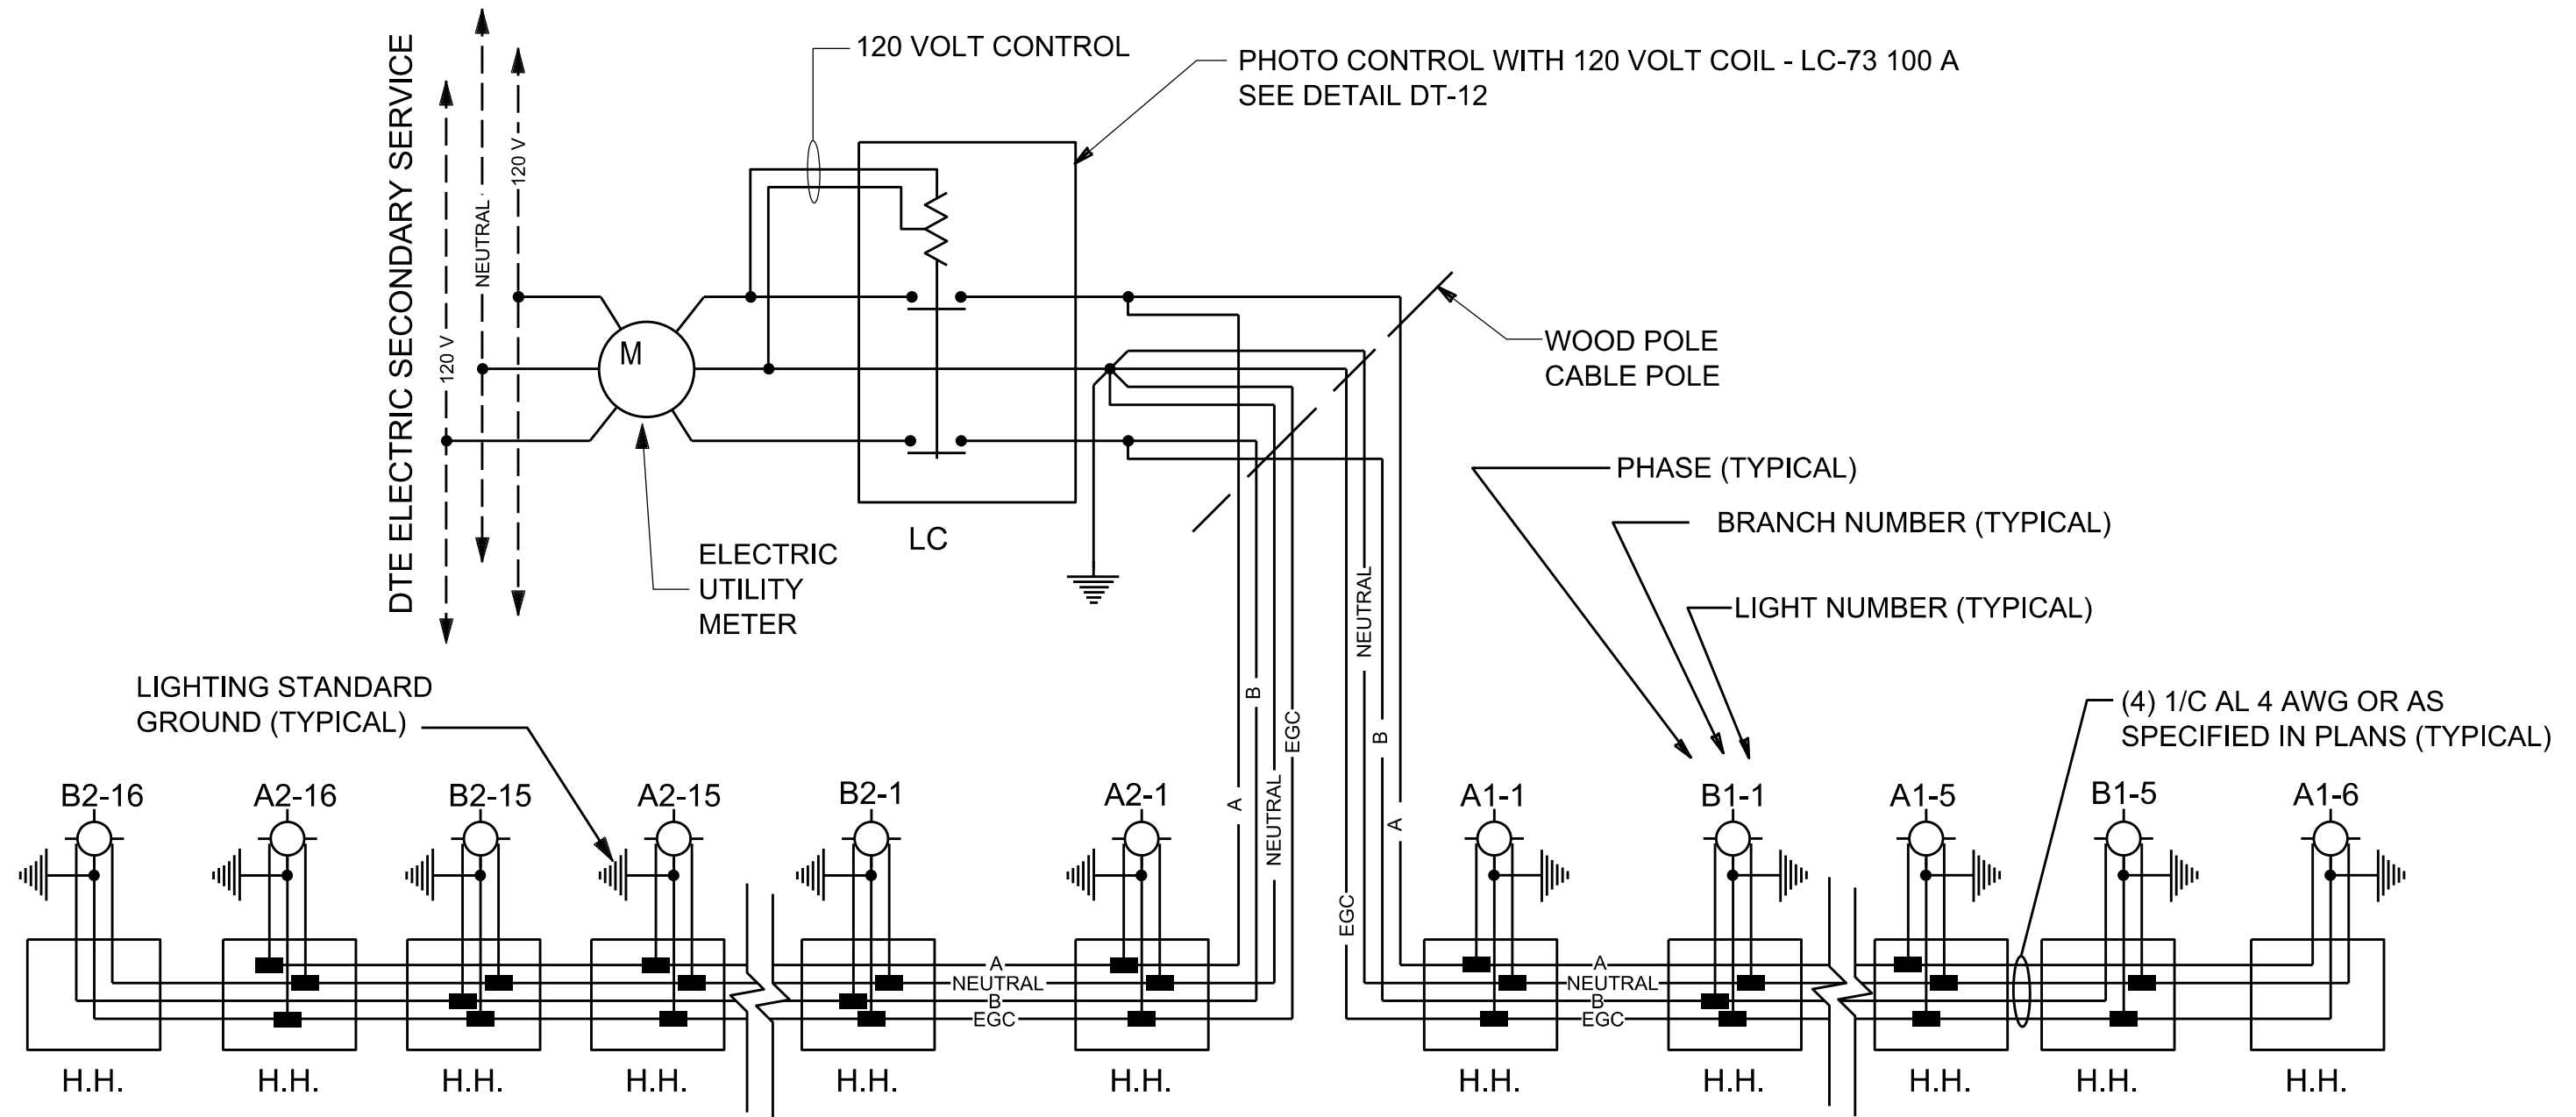 DTE ELECTRIC SECONDARY SERVICE
120 V
NEUTRAL
120 V
120 VOLT CONTROL
PHOTO CONTROL WITH 120 VOLT COIL - LC-73 100 A
SEE DETAIL DT-12
M
LC
ELECTRIC
UTILITY
METER
WOOD POLE
CABLE POLE
PHASE (TYPICAL)
BRANCH NUMBER (TYPICAL)
LIGHT NUMBER (TYPICAL)
LIGHTING STANDARD
GROUND (TYPICAL)
(4) 1/C AL 4 AWG OR AS
SPECIFIED IN PLANS (TYPICAL)
A
B
NEUTRAL
EGC
EGC
NEUTRAL
B
A
B2-16
A2-16
B2-15
A2-15
B2-1
A2-1
A1-1
B1-1
A1-5
B1-5
A1-6
A
NEUTRAL
B
EGC
A
NEUTRAL
B
EGC
H.H.
H.H.
H.H.
H.H.
H.H.
H.H.
H.H.
H.H.
H.H.
H.H.
H.H.